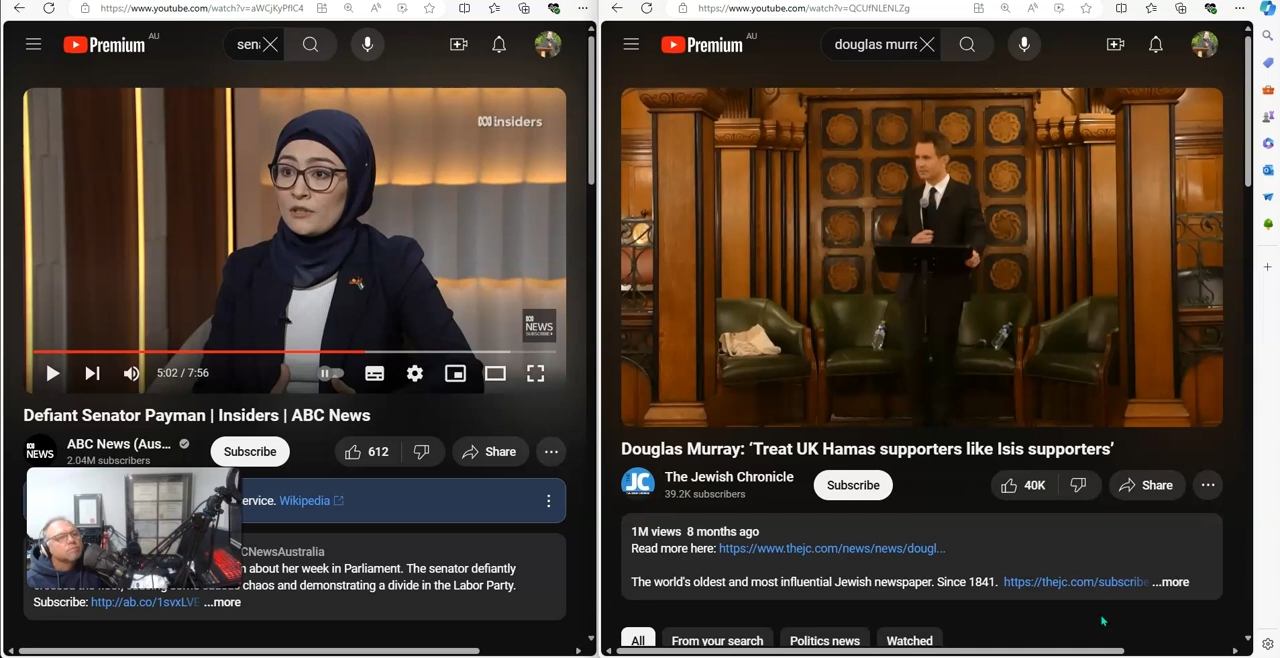 https://www.youtube.com/watch?v=aWCjKyPflC4
Premium AU
sena
insiders
NEWS
SUBSCRIBE
5:02 / 7:56
Defiant Senator Payman | Insiders | ABC News
NEWS
ABC News (Aus...
2.04M subscribers
Subscribe
612
Share
ervice. Wikipedia
CNewsAustralia
about her week in Parliament. The senator defiantly
chaos and demonstrating a divide in the Labor Party.
Subscribe: http://ab.co/1svxLVE ...more
https://www.youtube.com/watch?v=QCUfNLENLZg
Premium AU
douglas murra
Douglas Murray: ‘Treat UK Hamas supporters like Isis supporters’
JC
The Jewish Chronicle
39.2K subscribers
Subscribe
40K
Share
1M views 8 months ago
Read more here: https://www.thejc.com/news/news/dougl...
The world's oldest and most influential Jewish newspaper. Since 1841. https://thejc.com/subscribe ...more
All
From your search
Politics news
Watched